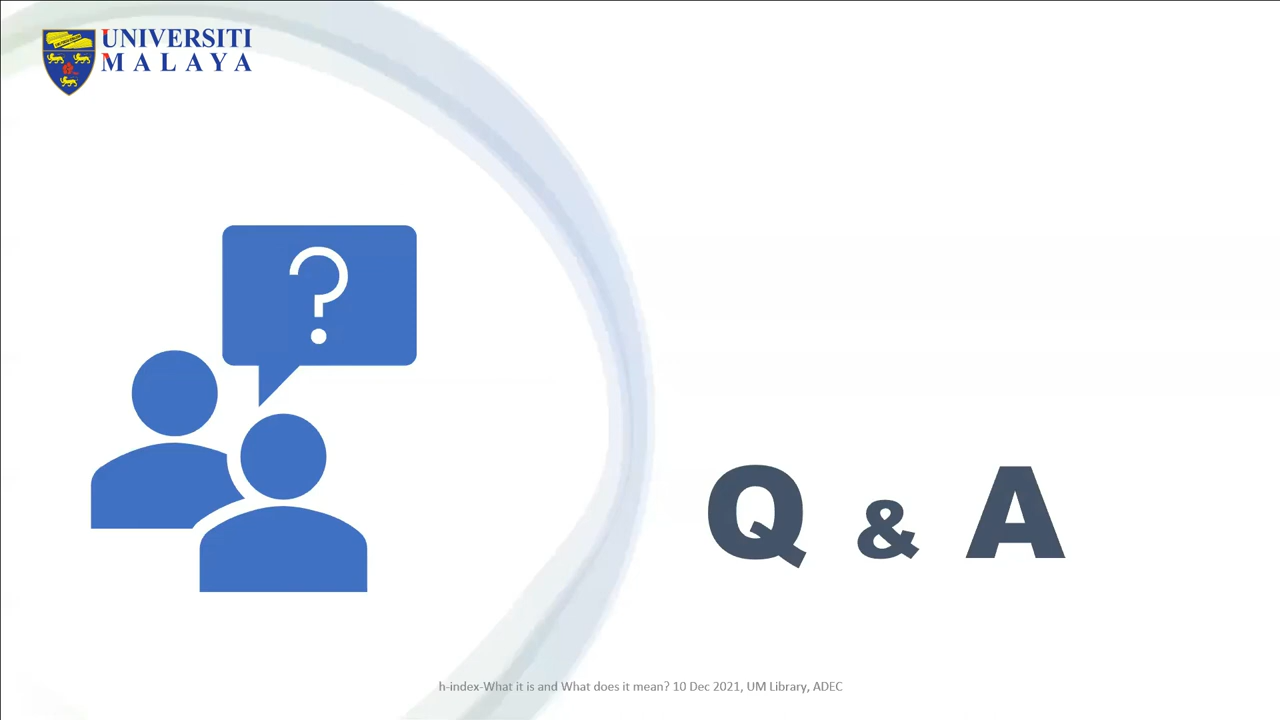 UNIVERSITI
MALAYA
?
Q & A
h-index-What it is and What does it mean? 10 Dec 2021, UM Library, ADEC